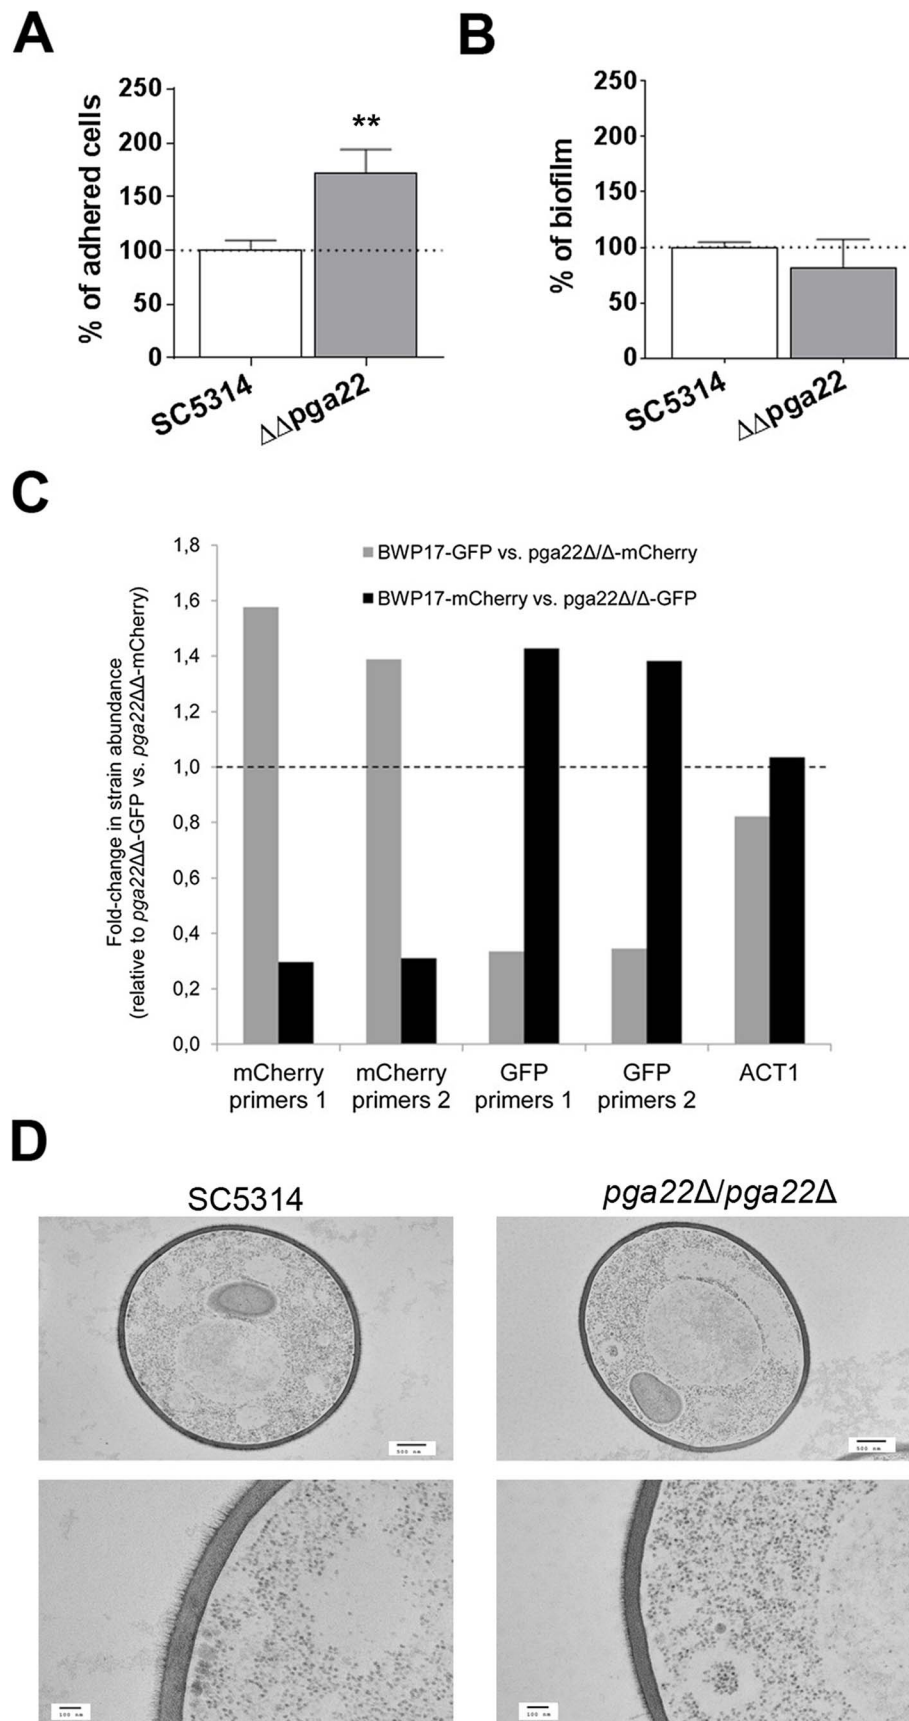 A
% of adhered cells
250
200
150
100
50
0
**
SC5314
ΔΔpga22
B
% of biofilm
250
200
150
100
50
0
SC5314
ΔΔpga22
C
Fold-change in strain abundance
(relative to pga22ΔΔ-GFP vs. pga22ΔΔ-mCherry)
1,8
1,6
1,4
1,2
1,0
0,8
0,6
0,4
0,2
0,0
BWP17-GFP vs. pga22Δ/Δ-mCherry
BWP17-mCherry vs. pga22Δ/Δ-GFP
mCherry
primers 1
mCherry
primers 2
GFP
primers 1
GFP
primers 2
ACT1
D
SC5314
pga22Δ/pga22Δ
500 nm
500 nm
100 nm
100 nm